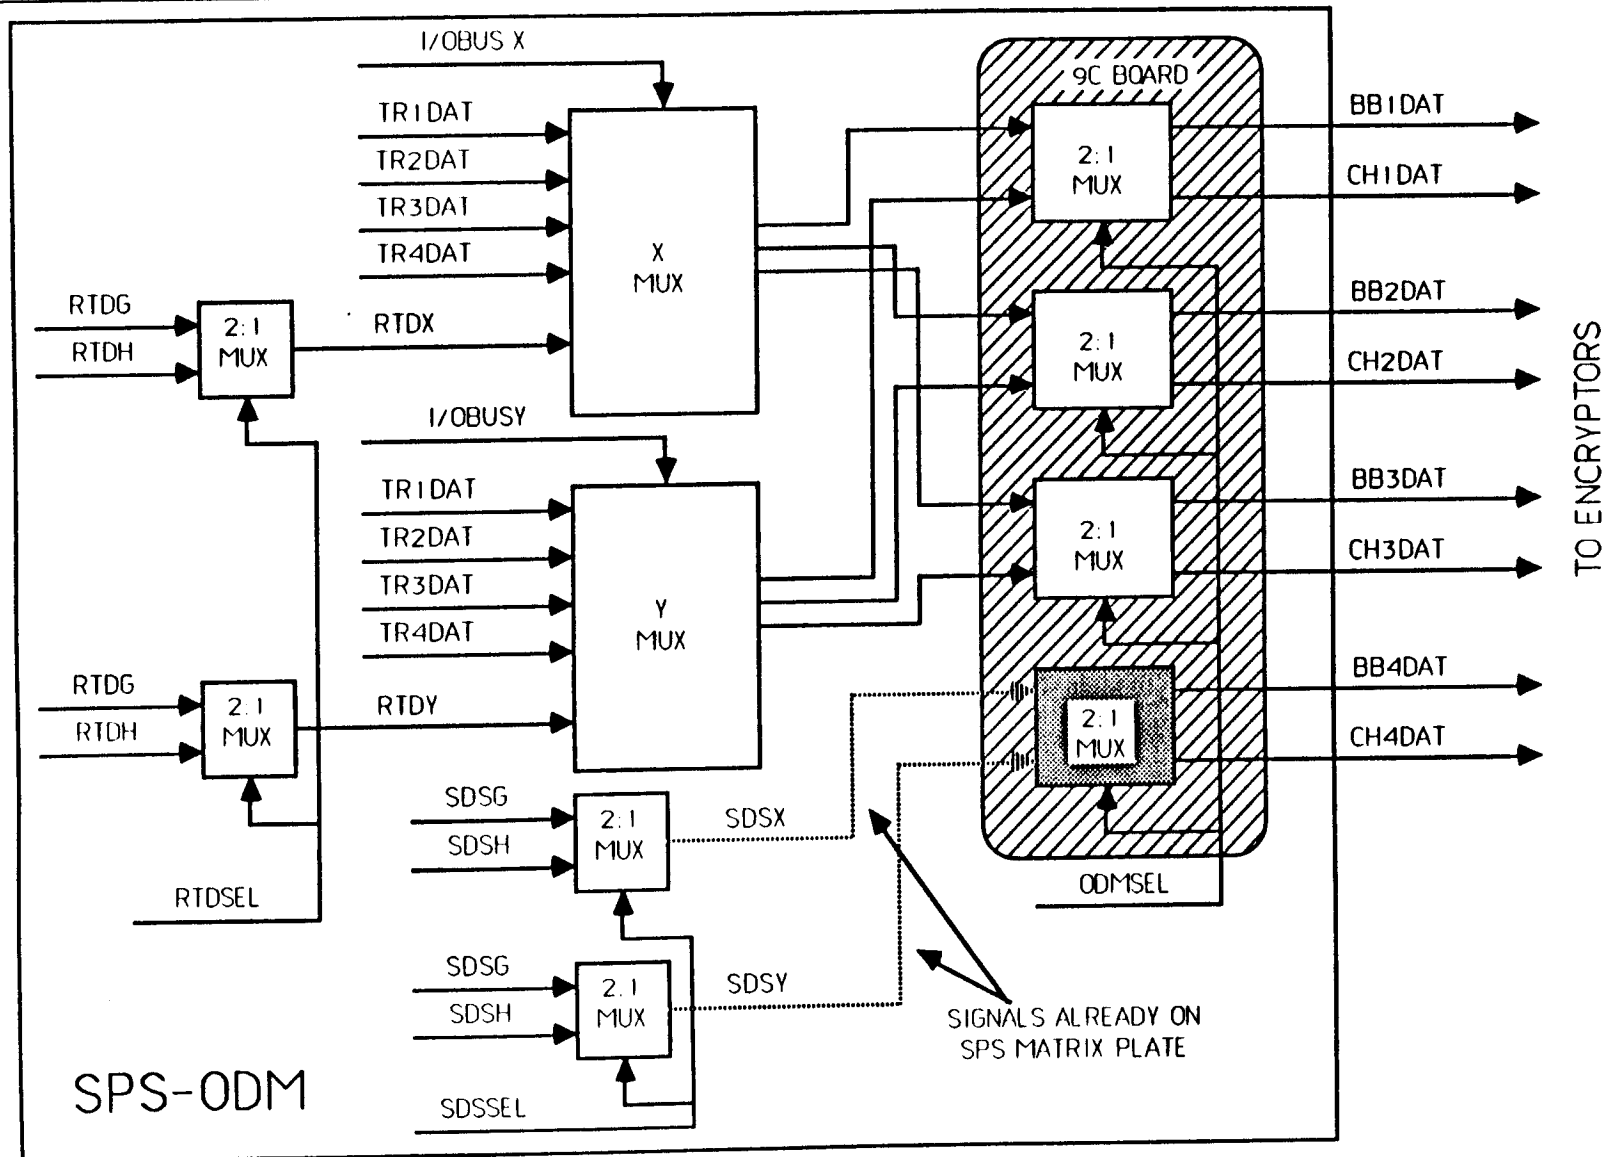 I/OBUS X
9C BOARD
TR1DAT
TR2DAT
TR3DAT
TR4DAT
X
MUX
RTDG
RTDH
2:1
MUX
RTDX
2:1
MUX
BB1DAT
CH1DAT
2:1
MUX
BB2DAT
CH2DAT
I/OBUSY
TR1DAT
TR2DAT
TR3DAT
TR4DAT
Y
MUX
RTDG
RTDH
2:1
MUX
RTDY
2:1
MUX
BB3DAT
CH3DAT
2:1
MUX
BB4DAT
CH4DAT
TO ENCRYPTORS
SDSG
SDSH
2:1
MUX
SDSX
RTDSEL
ODMSEL
SDSG
SDSH
2.1
MUX
SDSY
SIGNALS ALREADY ON
SPS MATRIX PLATE
SPS-ODM
SDSSEL